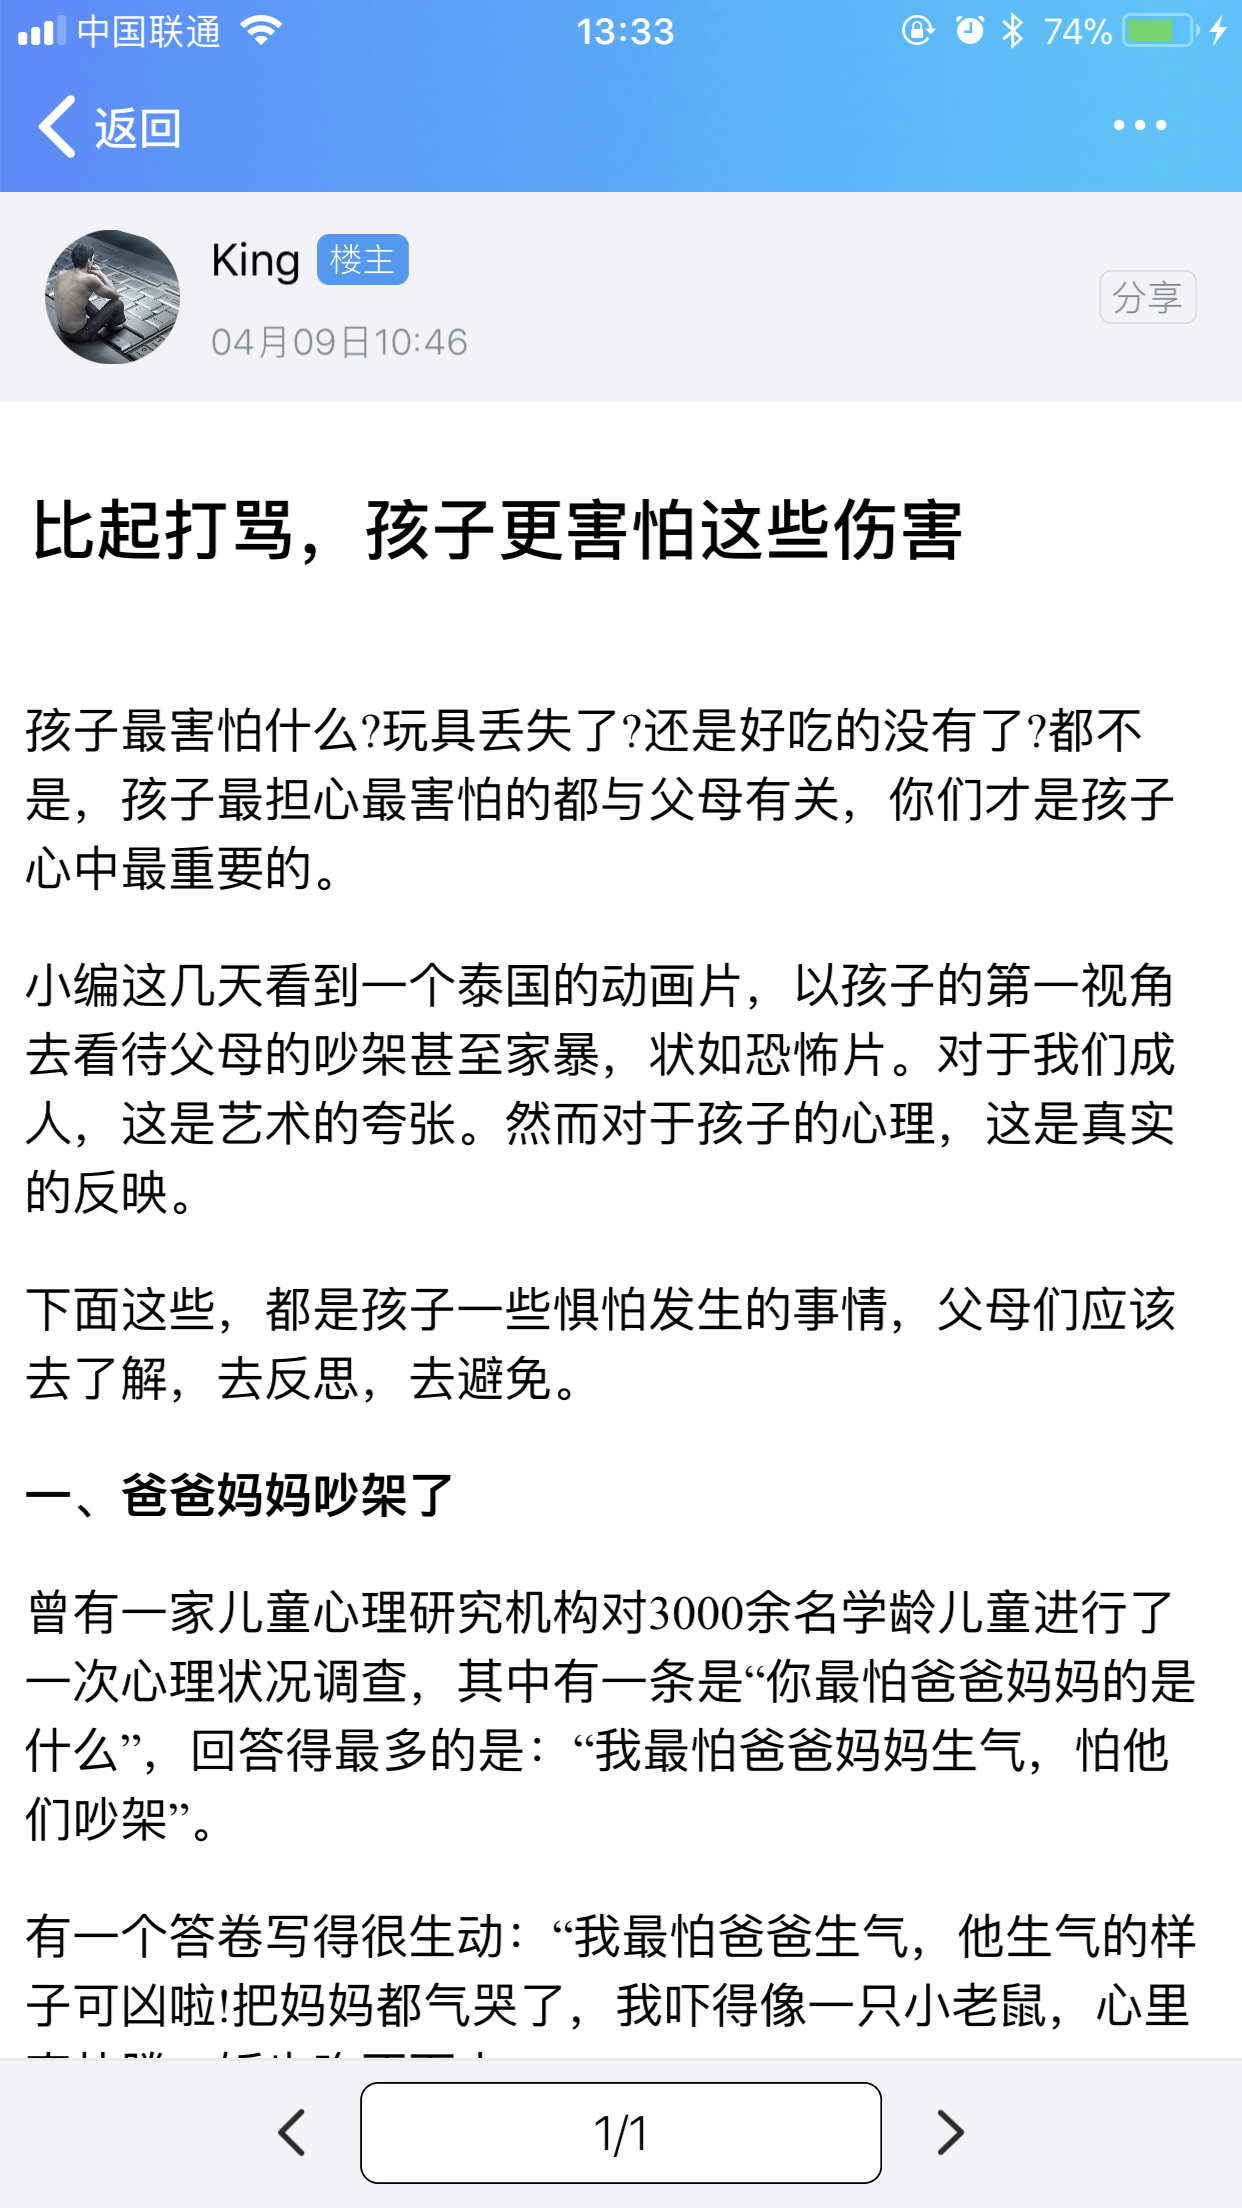 中国联通
13:33
74%
返回
King 楼主
分享
04月09日10:46
比起打骂，孩子更害怕这些伤害
孩子最害怕什么?玩具丢失了?还是好吃的没有了?都不
是，孩子最担心最害怕的都与父母有关，你们才是孩子
心中最重要的。
小编这几天看到一个泰国的动画片，以孩子的第一视角
去看待父母的吵架甚至家暴，状如恐怖片。对于我们成
人，这是艺术的夸张。然而对于孩子的心理，这是真实
的反映。
下面这些，都是孩子一些惧怕发生的事情，父母们应该
去了解，去反思，去避免。
一、爸爸妈妈吵架了
曾有一家儿童心理研究机构对3000余名学龄儿童进行了
一次心理状况调查，其中有一条是“你最怕爸爸妈妈的是
什么”，回答得最多的是：“我最怕爸爸妈妈生气，怕他
们吵架”。
有一个答卷写得很生动：“我最怕爸爸生气，他生气的样
子可凶啦!把妈妈都气哭了，我吓得像一只小老鼠，心里
1/1